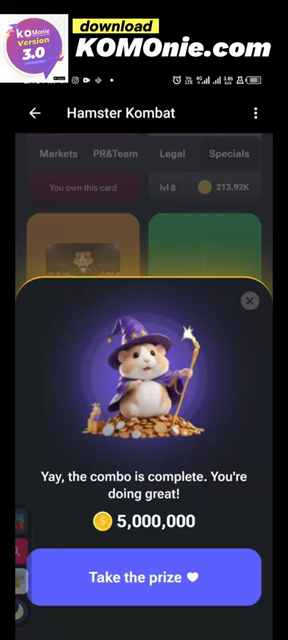 download
KOMOnie.com
koMonie
Version
3.0
Hamster Kombat
Markets PR&Team Legal Specials
You own this card
lvl 8 213.92K
Yay, the combo is complete. You're
doing great!
5,000,000
Take the prize